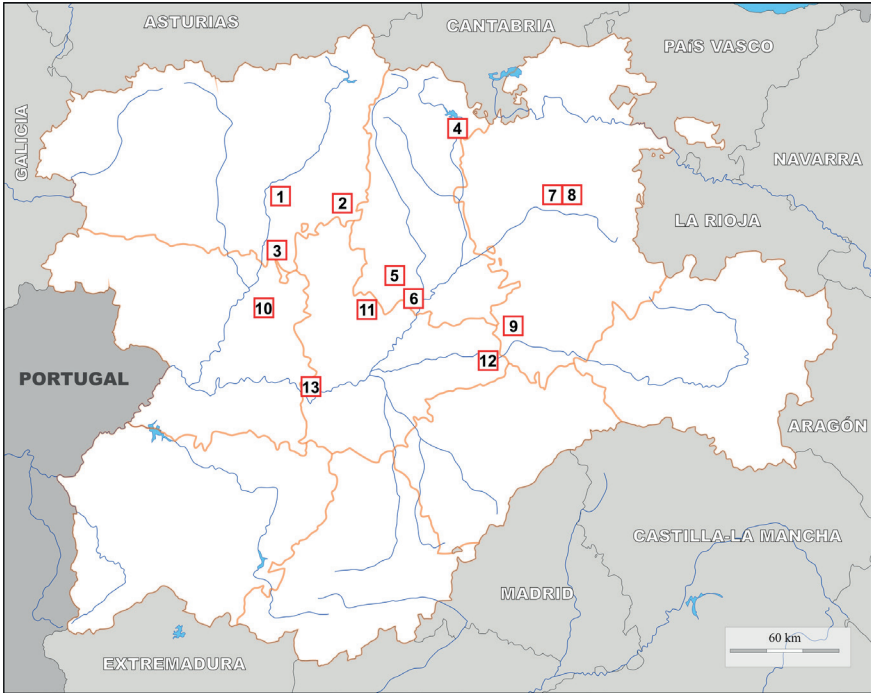 ASTURIAS
CANTABRIA
PAÍS VASCO
GALICIA
NAVARRA
LA RIOJA
4
1
2
7 8
3
5
6
10
11
9
12
13
PORTUGAL
ARAGÓN
CASTILLA-LA MANCHA
MADRID
EXTREMADURA
60 km